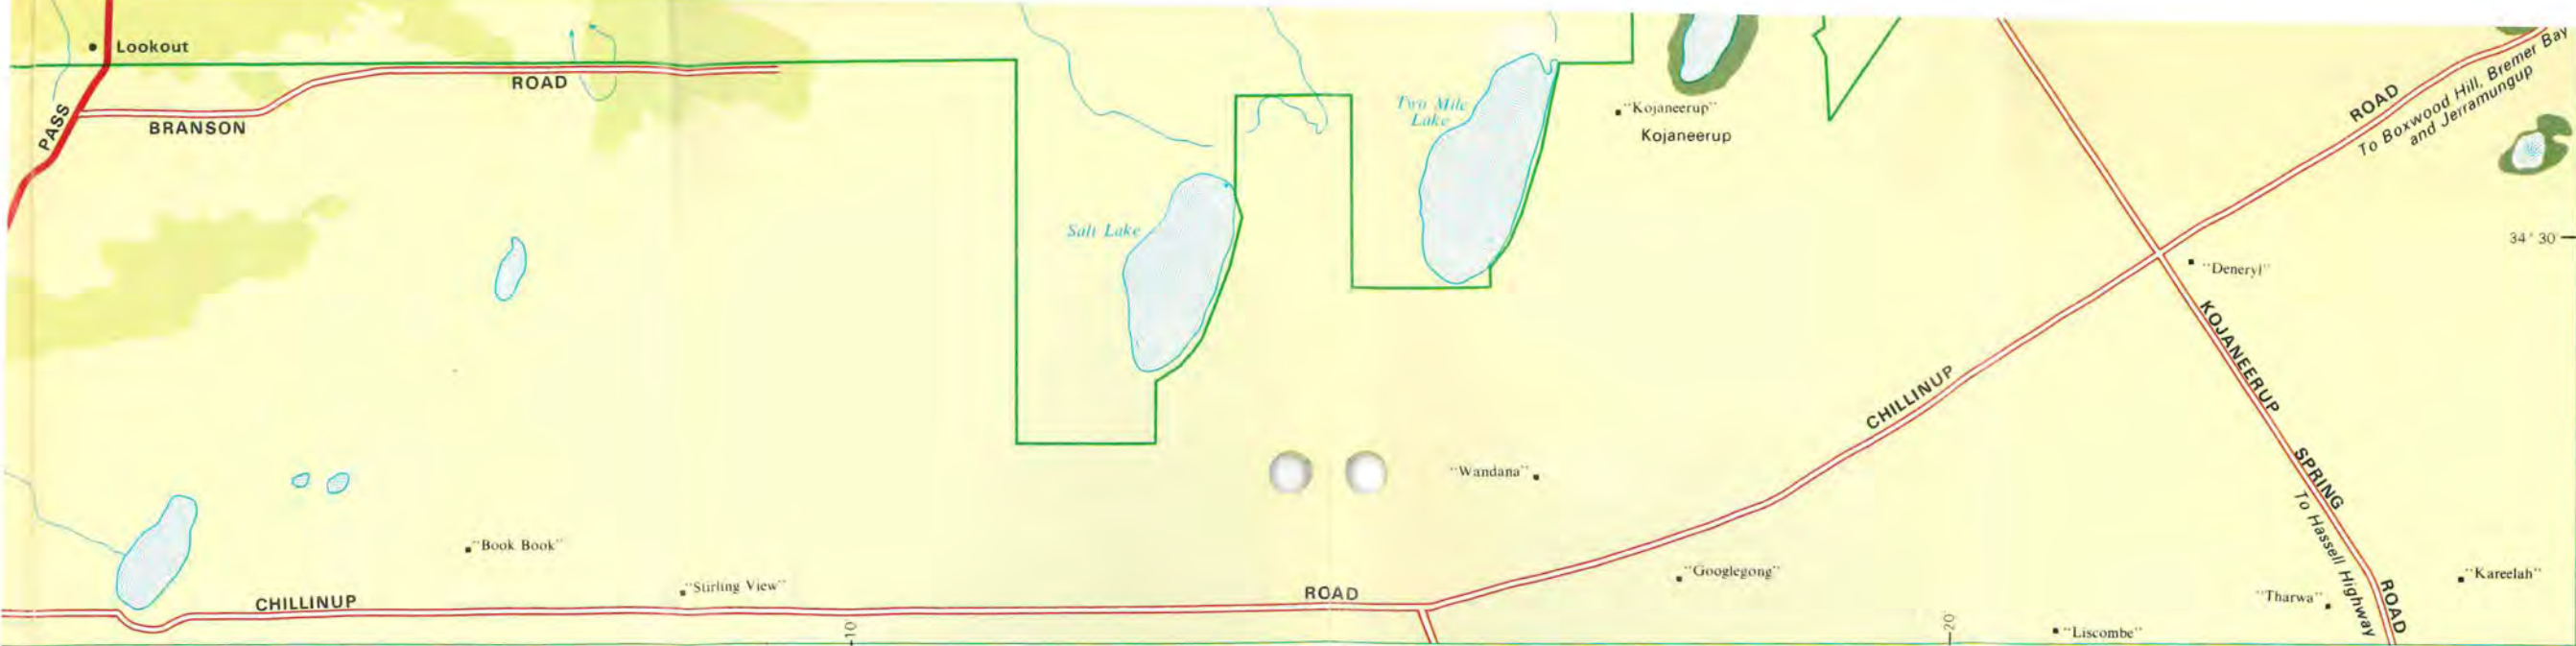 Lookout
PASS
BRANSON
ROAD
Salt Lake
Two Mile
Lake
"Kojaneerup"
Kojaneerup
ROAD
To Boxwood Hill, Bremer Bay
and Jerramungup
34° 30'
"Deneryl"
KOJANEERUP
SPRING
ROAD
To Hassell Highway
CHILLINUP
"Wandana"
"Book Book"
"Stirling View"
CHILLINUP
ROAD
"Googlegong"
"Kareelah"
"Tharwa"
"Liscombe"
10
20